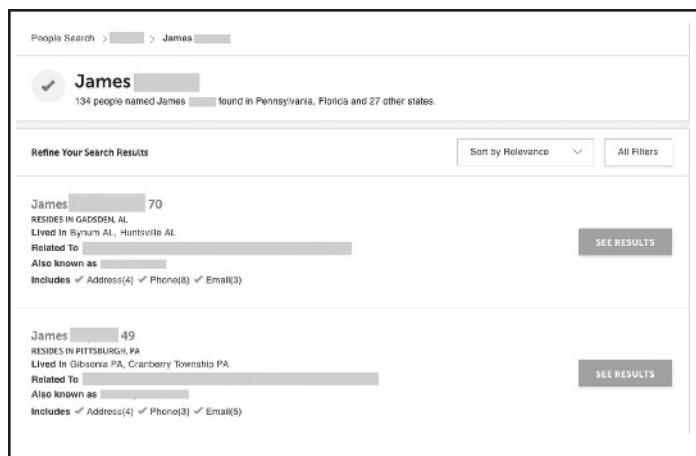 People Search > > James
James
134 people named James found in Pennsylvania, Florida and 27 other states.
Refine Your Search Results
Sort by Relevance
All Filters
James 70
RESIDES IN GADSDEN, AL
Lived In Bynum AL, Huntsville AL
Related To
Also known as
Includes ✓ Address(4) ✓ Phone(8) ✓ Email(3)
SEE RESULTS
James 49
RESIDES IN PITTSBURGH, PA
Lived In Gibsonia PA, Cranberry Township PA
Related To
Also known as
Includes ✓ Address(4) ✓ Phone(3) ✓ Email(5)
SEE RESULTS